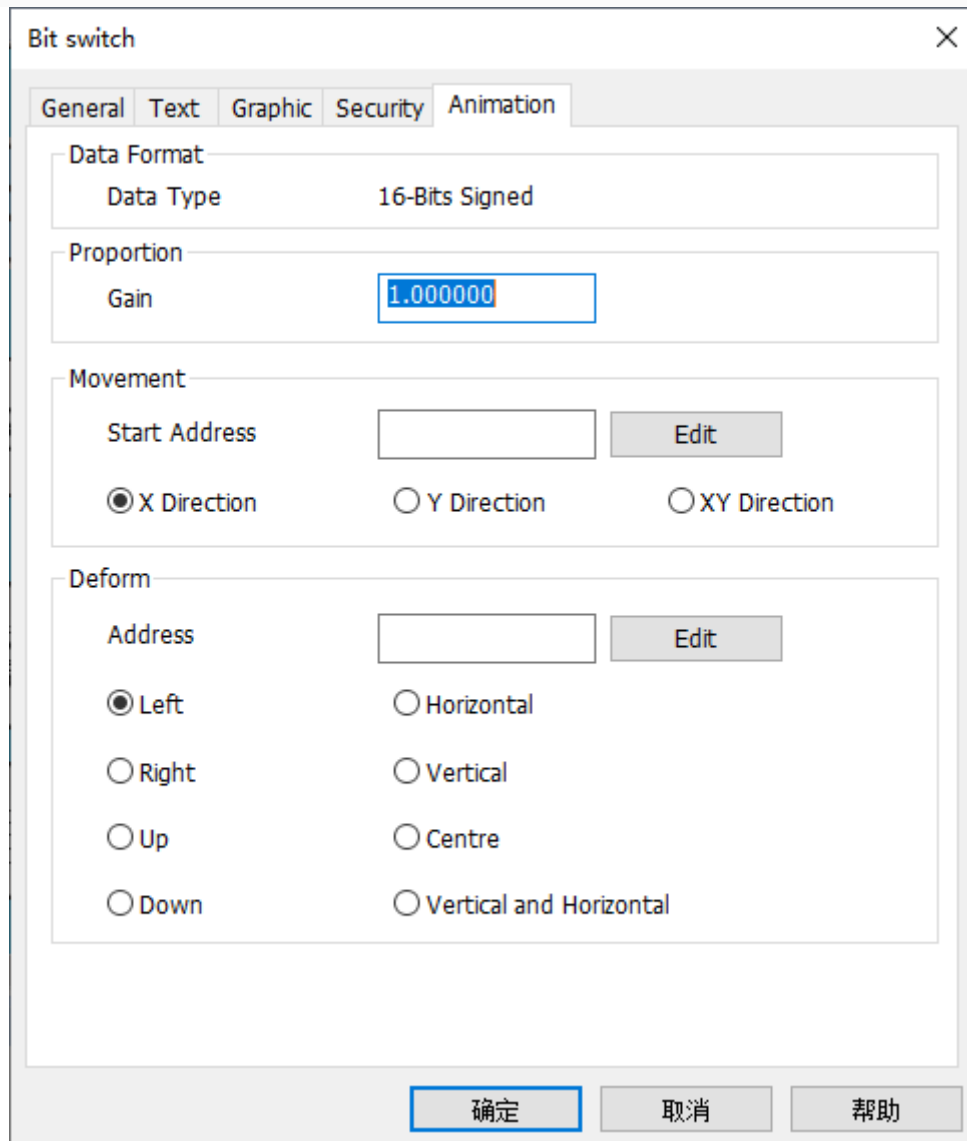 Bit switch
General Text Graphic Security Animation
Data Format
Data Type 16-Bits Signed
Proportion
Gain 1.000000
Movement
Start Address Edit
X Direction Y Direction XY Direction
Deform
Address Edit
Left Horizontal
Right Vertical
Up Centre
Down Vertical and Horizontal
确定 取消 帮助